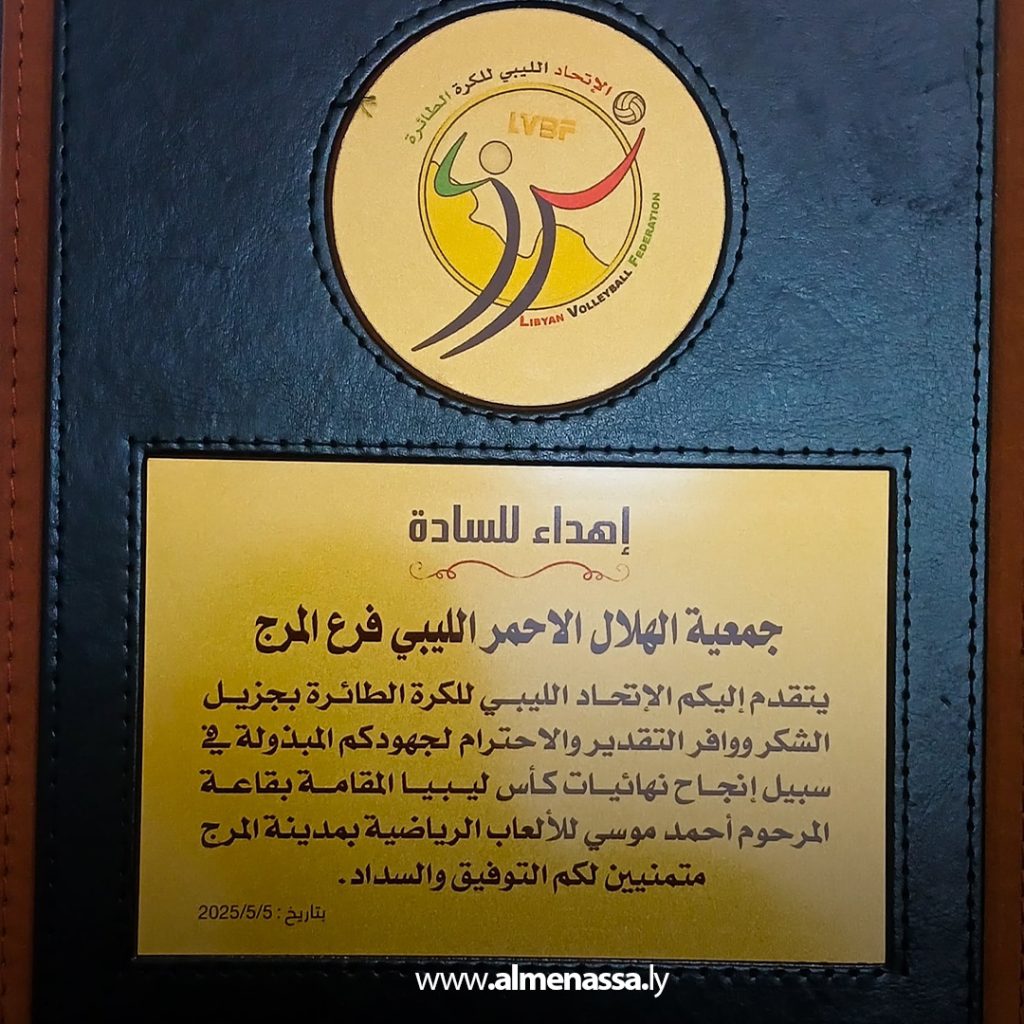 الإتحاد الليبي للكرة الطائرة
LVBF
LIBYAN VOLLEYBALL FEDERATION
إهداء للسادة
جمعية الهلال الاحمر الليبي فرع المرج
يتقدم إليكم الإتحاد الليبي للكرة الطائرة بجزيل
الشكر ووافر التقدير والاحترام لجهودكم المبذولة في
سبيل إنجاح نهائيات كأس ليبيا المقامة بقاعة
المرحوم أحمد موسي للألعاب الرياضية بمدينة المرج
متمنيين لكم التوفيق والسداد.
بتاريخ : 2025/5/5
www.almenassa.ly